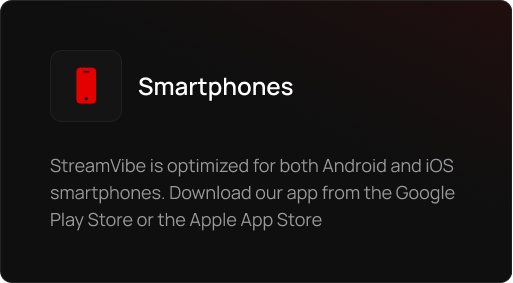 Smartphones
StreamVibe is optimized for both Android and iOS
smartphones. Download our app from the Google
Play Store or the Apple App Store